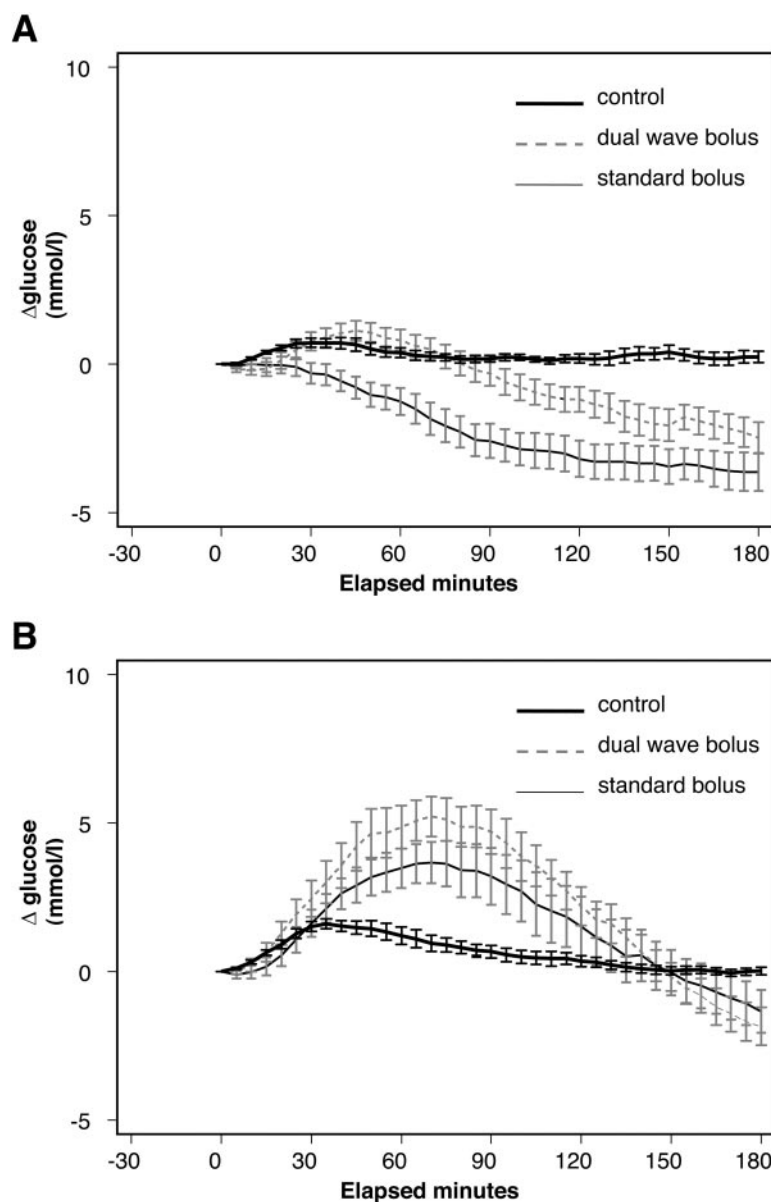 A
10
5
0
-5
Δglucose
(mmol/l)
control
dual wave bolus
standard bolus
-30 0 30 60 90 120 150 180
Elapsed minutes
B
10
5
0
-5
Δ glucose
(mmol/l)
control
dual wave bolus
standard bolus
-30 0 30 60 90 120 150 180
Elapsed minutes